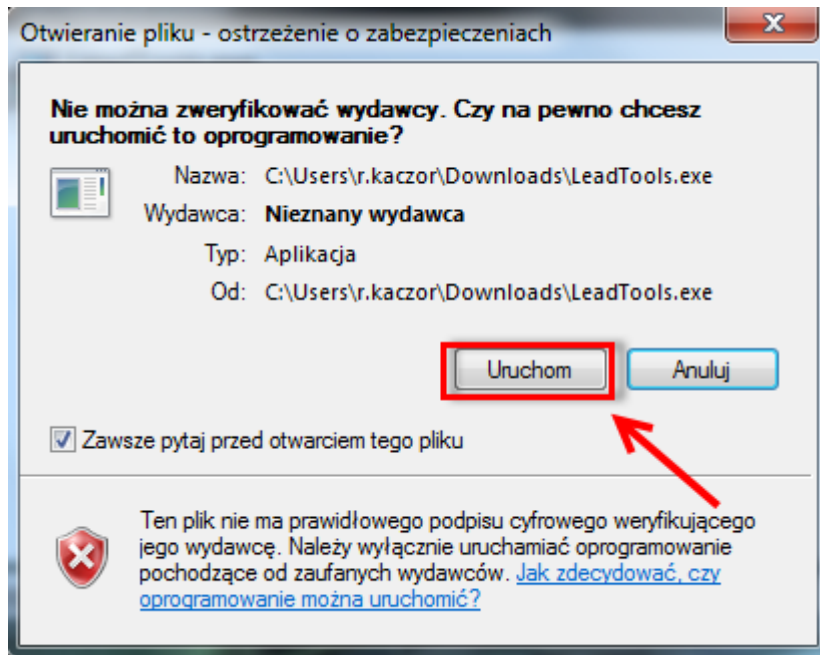 Otwieranie pliku - ostrzeżenie o zabezpieczeniach
Nie można zweryfikować wydawcy. Czy na pewno chcesz
uruchomić to oprogramowanie?
Nazwa: C:\Users\r.kaczor\Downloads\LeadTools.exe
Wydawca: Nieznany wydawca
Typ: Aplikacja
Od: C:\Users\r.kaczor\Downloads\LeadTools.exe
Uruchom Anuluj
Zawsze pytaj przed otwarciem tego pliku
Ten plik nie ma prawidłowego podpisu cyfrowego weryfikującego
jego wydawcę. Należy wyłącznie uruchamiać oprogramowanie
pochodzące od zaufanych wydawców. Jak zdecydować, czy
oprogramowanie można uruchomić?